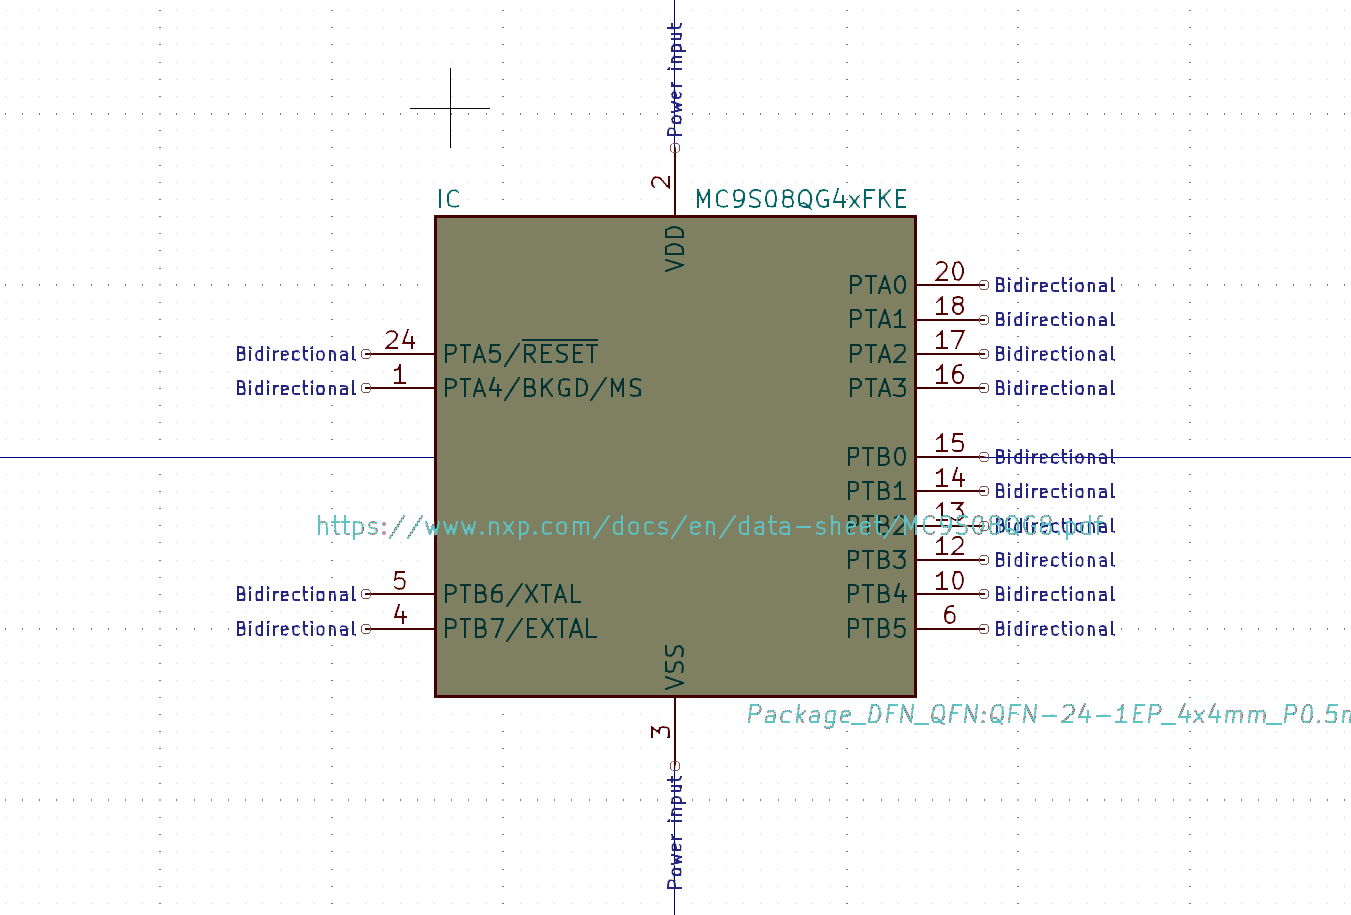 Power input
2
IC
MC9S08QG4xFKE
VDD
20
PTA0
Bidirectional
18
PTA1
Bidirectional
24
Bidirectional
PTA5/RESET
17
PTA2
Bidirectional
1
Bidirectional
PTA4/BKGD/MS
16
PTA3
Bidirectional
15
PTB0
Bidirectional
14
PTB1
Bidirectional
13
PTB2
Bidirectional
https://www.nxp.com/docs/en/data-sheet/MC9S08QG8.pdf
12
PTB3
Bidirectional
5
Bidirectional
PTB6/XTAL
10
PTB4
Bidirectional
4
Bidirectional
PTB7/EXTAL
6
PTB5
Bidirectional
VSS
Package_DFN_QFN:QFN-24-1EP_4x4mm_P0.5
3
Power input